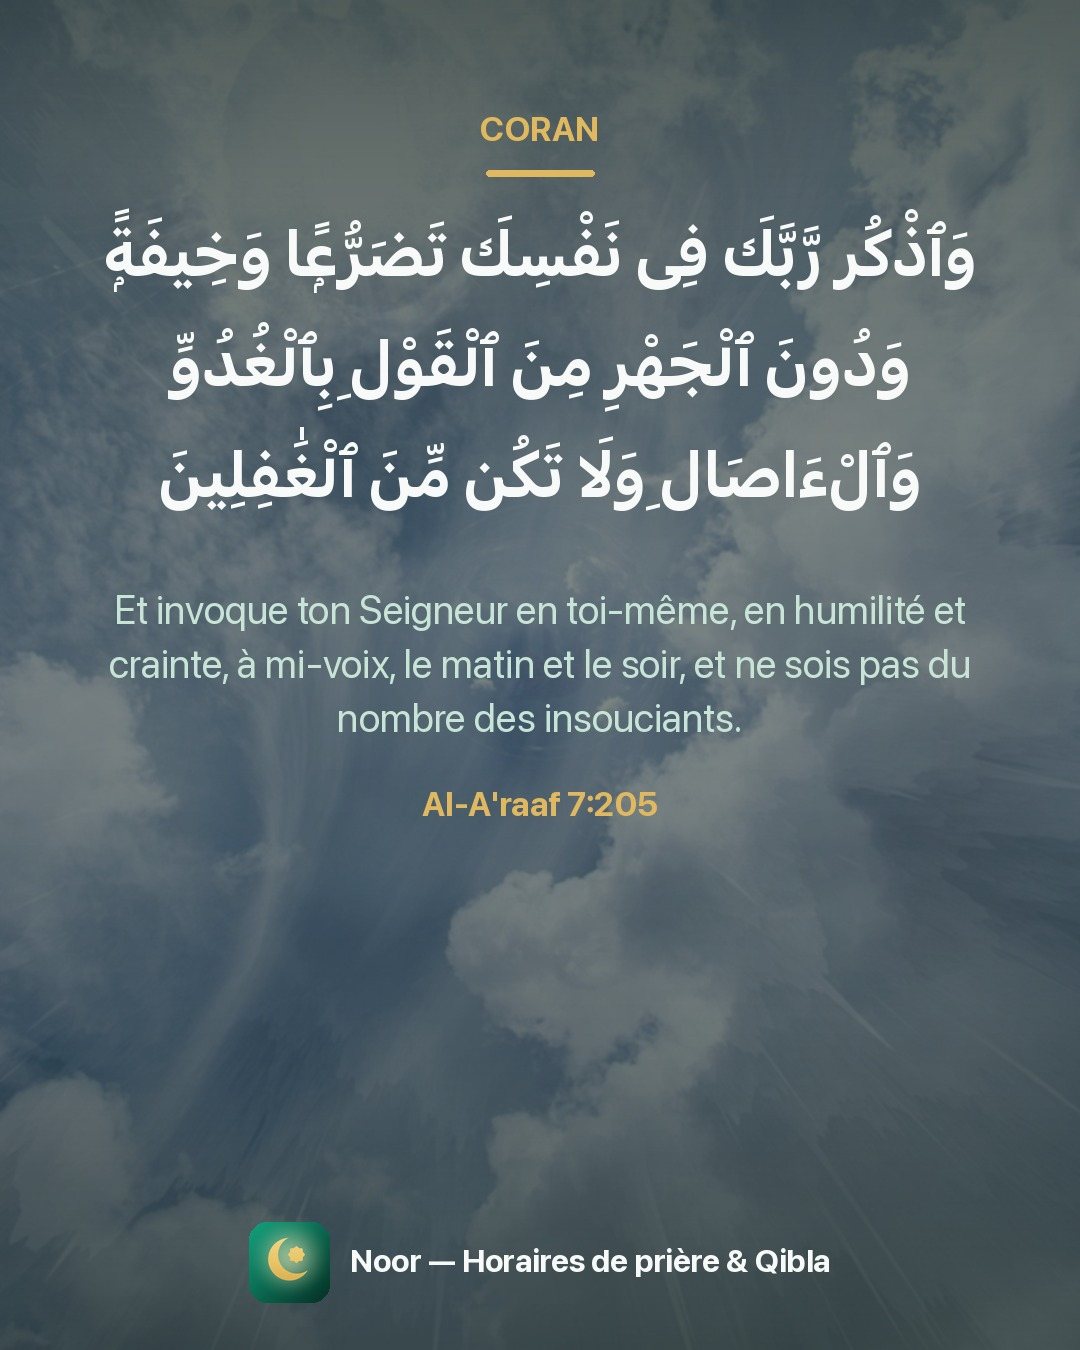 CORAN
وَٱذْكُر رَّبَّكَ فِى نَفْسِكَ تَضَرُّعًۭا وَخِيفَةًۭ
وَدُونَ ٱلْجَهْرِ مِنَ ٱلْقَوْلِ بِٱلْغُدُوِّ
وَٱلْءَاصَالِ وَلَا تَكُن مِّنَ ٱلْغَٰفِلِينَ
Et invoque ton Seigneur en toi-même, en humilité et
crainte, à mi-voix, le matin et le soir, et ne sois pas du
nombre des insouciants.
Al-A'raaf 7:205
Noor — Horaires de prière & Qibla